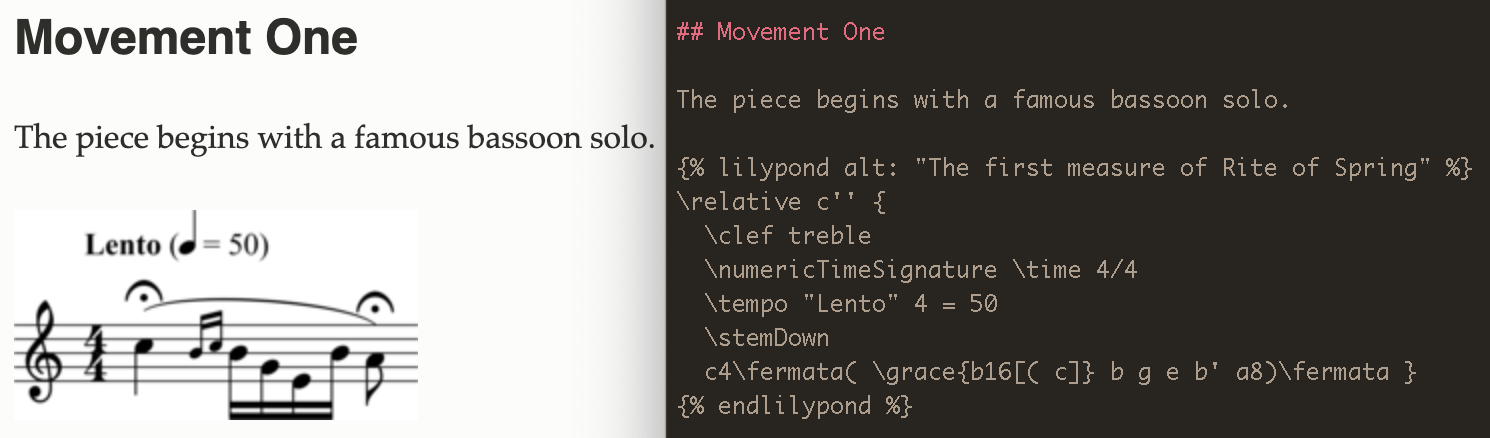 Movement One
The piece begins with a famous bassoon solo.
Lento (♩ = 50)
4
4
## Movement One
The piece begins with a famous bassoon solo.
{% lilypond alt: "The first measure of Rite of Spring" %}
\relative c'' {
  \clef treble
  \numericTimeSignature \time 4/4
  \tempo "Lento" 4 = 50
  \stemDown
  c4\fermata( \grace{b16[( c]} b g e b' a8)\fermata }
{% endlilypond %}